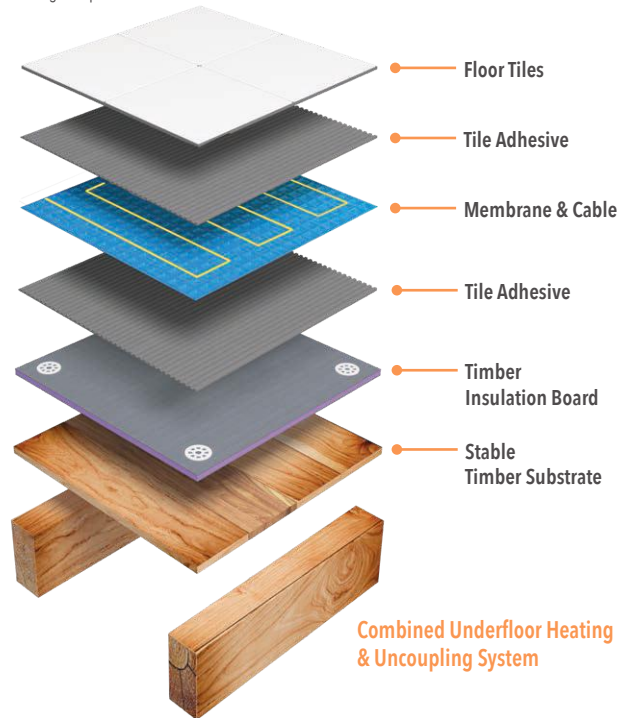 Floor Tiles
Tile Adhesive
Membrane & Cable
Tile Adhesive
Timber
Insulation Board
Stable
Timber Substrate
Combined Underfloor Heating
& Uncoupling System